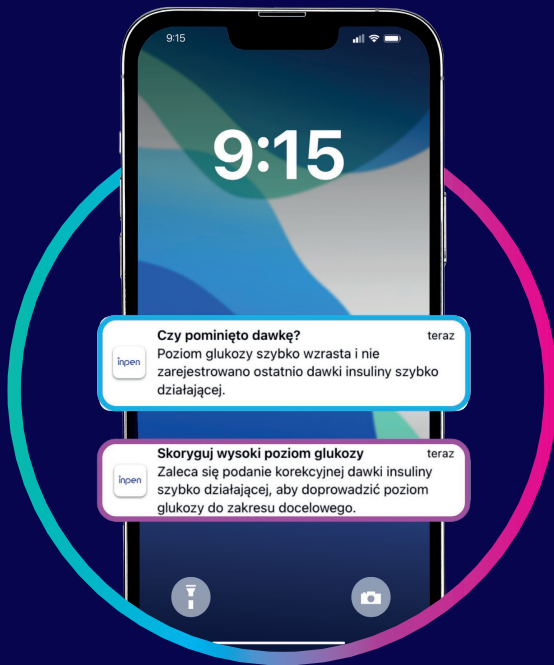 9:15
9:15
Czy pominięto dawkę? teraz
inpen
Poziom glukozy szybko wzrasta i nie
zarejestrowano ostatnio dawki insuliny szybko
działającej.
Skoryguj wysoki poziom glukozy teraz
inpen
Zaleca się podanie korekcyjnej dawki insuliny
szybko działającej, aby doprowadzić poziom
glukozy do zakresu docelowego.